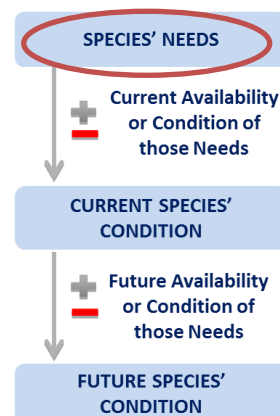 SPECIES’ NEEDS
Current Availability
or Condition of
those Needs
CURRENT SPECIES’
CONDITION
Future Availability
or Condition of
those Needs
FUTURE SPECIES’
CONDITION